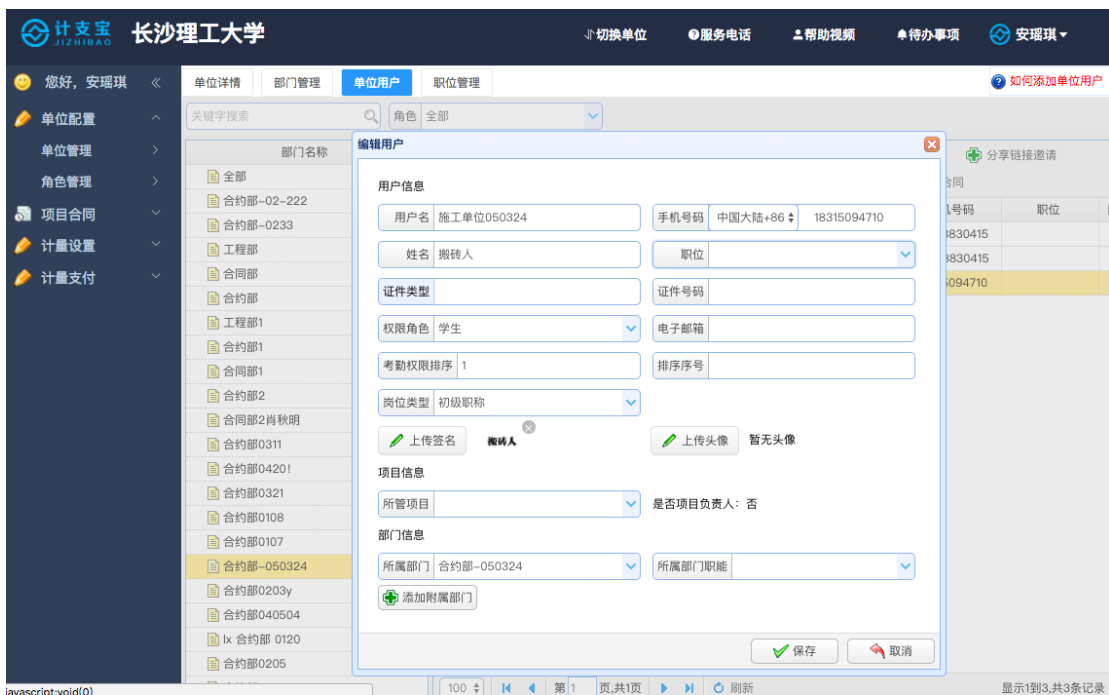 计支宝
JIZHIBAO
长沙理工大学
切换单位
服务电话
帮助视频
待办事项
安瑶琪
您好，安瑶琪
单位配置
单位管理
角色管理
项目合同
计量设置
计量支付
单位详情 部门管理 单位用户 职位管理
如何添加单位用户
关键字搜索
角色 全部
部门名称
全部
合约部-02-222
合约部-0233
工程部
合同部
合约部
工程部1
合约部1
合同部1
合约部2
合同部2肖秋明
合约部0311
合约部0420!
合约部0321
合约部0108
合约部0107
合约部-050324
合约部0203y
合约部040504
lx 合约部 0120
合约部0205
编辑用户
用户信息
用户名 施工单位050324
手机号码 中国大陆+86 18315094710
姓名 搬砖人
职位
证件类型
证件号码
权限角色 学生
电子邮箱
考勤权限排序 1
排序序号
岗位类型 初级职称
上传签名 搬砖人
上传头像 暂无头像
项目信息
所管项目
是否项目负责人：否
部门信息
所属部门 合约部-050324
所属部门职能
添加附属部门
保存 取消
分享链接邀请
合同
号码 职位
830415
8830415
5094710
javascript:void(0)
100 第 1 页,共1页 刷新
显示1到3,共3条记录